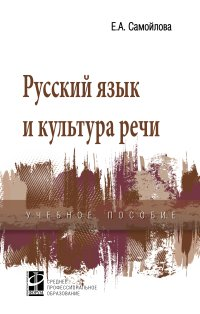 Е.А. Самойлова
Русский язык
и культура речи
УЧЕБНОЕ ПОСОБИЕ
СРЕДНЕЕ
ПРОФЕССИОНАЛЬНОЕ
ОБРАЗОВАНИЕ